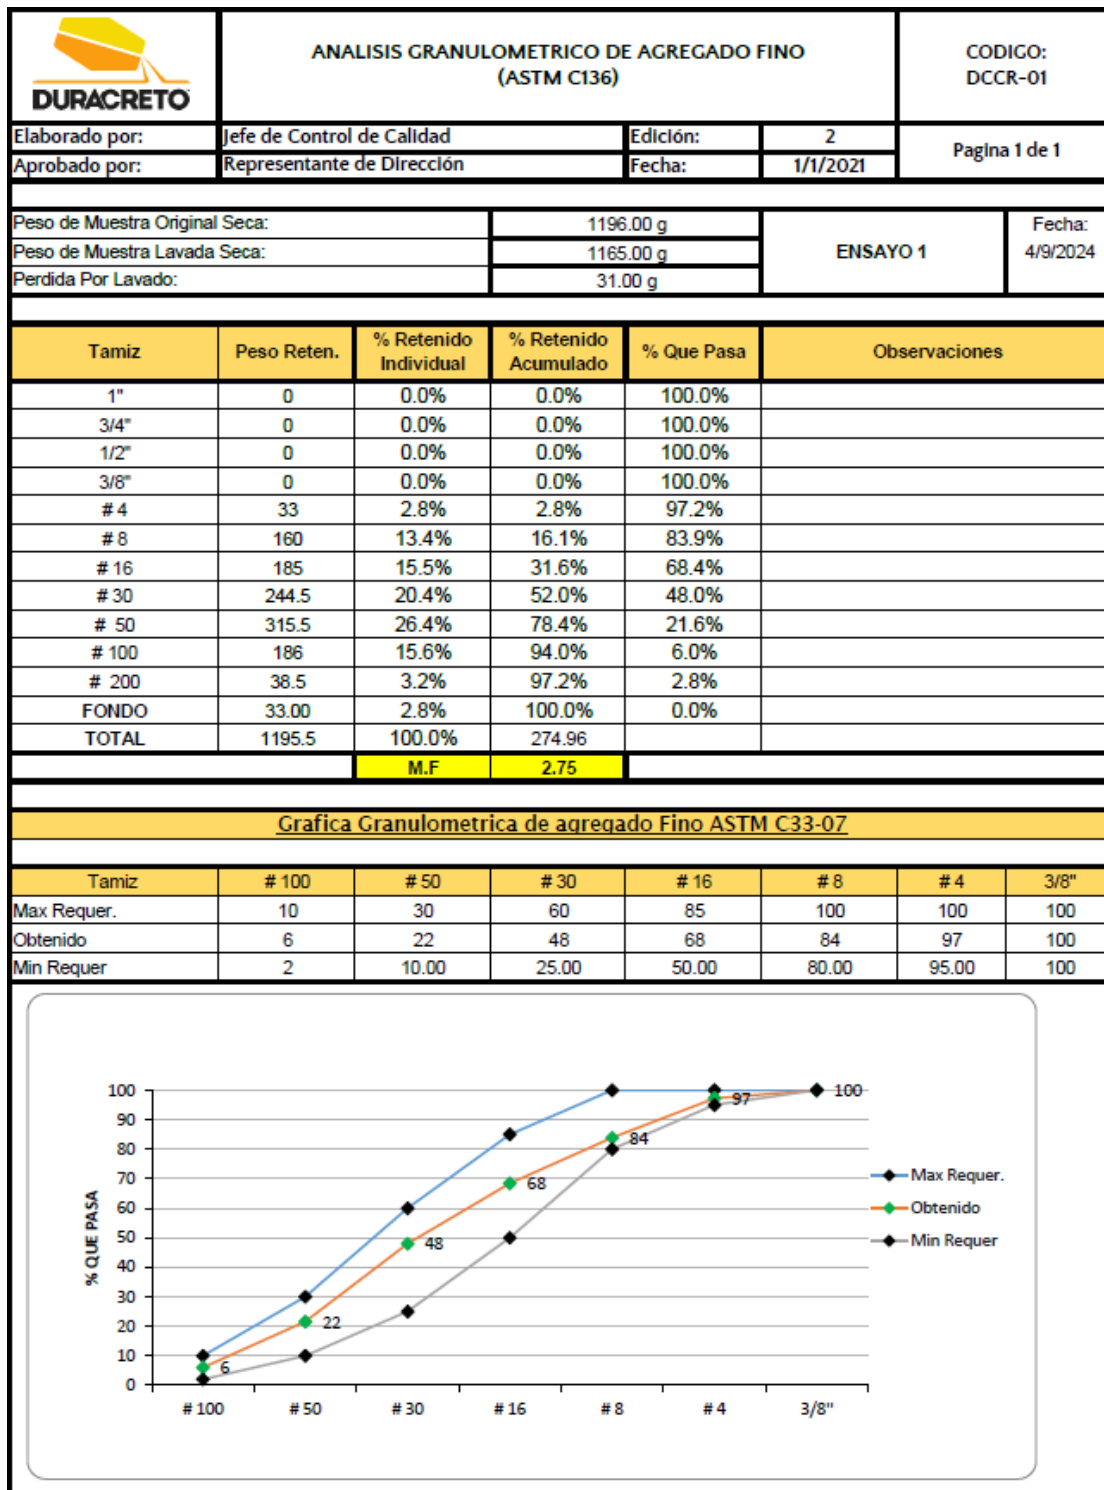 DURACRETO
ANALISIS GRANULOMETRICO DE AGREGADO FINO
(ASTM C136)
CODIGO:
DCCR-01
Elaborado por: Jefe de Control de Calidad Edición: 2
Aprobado por: Representante de Dirección Fecha: 1/1/2021
Pagina 1 de 1
Peso de Muestra Original Seca: 1196.00 g
Peso de Muestra Lavada Seca: 1165.00 g
Perdida Por Lavado: 31.00 g
ENSAYO 1
Fecha:
4/9/2024
Tamiz Peso Reten. % Retenido Individual % Retenido Acumulado % Que Pasa Observaciones
1" 0 0.0% 0.0% 100.0%
3/4" 0 0.0% 0.0% 100.0%
1/2" 0 0.0% 0.0% 100.0%
3/8" 0 0.0% 0.0% 100.0%
# 4 33 2.8% 2.8% 97.2%
# 8 160 13.4% 16.1% 83.9%
# 16 185 15.5% 31.6% 68.4%
# 30 244.5 20.4% 52.0% 48.0%
# 50 315.5 26.4% 78.4% 21.6%
# 100 186 15.6% 94.0% 6.0%
# 200 38.5 3.2% 97.2% 2.8%
FONDO 33.00 2.8% 100.0% 0.0%
TOTAL 1195.5 100.0% 274.96
M.F 2.75
Grafica Granulometrica de agregado Fino ASTM C33-07
Tamiz # 100 # 50 # 30 # 16 # 8 # 4 3/8"
Max Requer. 10 30 60 85 100 100 100
Obtenido 6 22 48 68 84 97 100
Min Requer 2 10.00 25.00 50.00 80.00 95.00 100
% QUE PASA
100
90
80
70
60
50
40
30
20
10
0
6
22
48
68
84
97
100
# 100 # 50 # 30 # 16 # 8 # 4 3/8"
Max Requer.
Obtenido
Min Requer